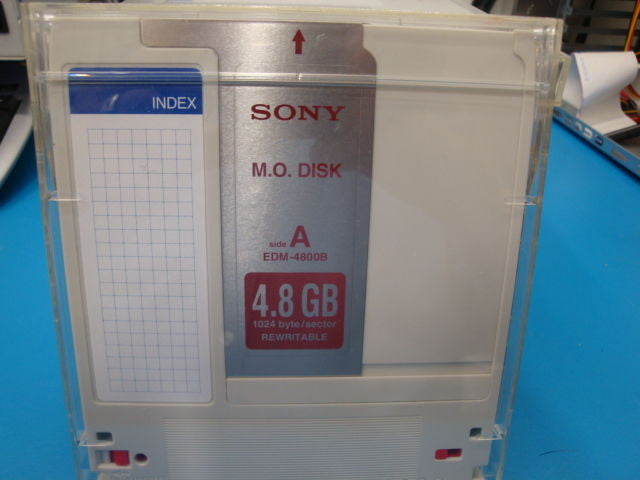 INDEX
SONY
M.O. DISK
side A
EDM-4800B
4.8 GB
1024 byte/sector
REWRITABLE